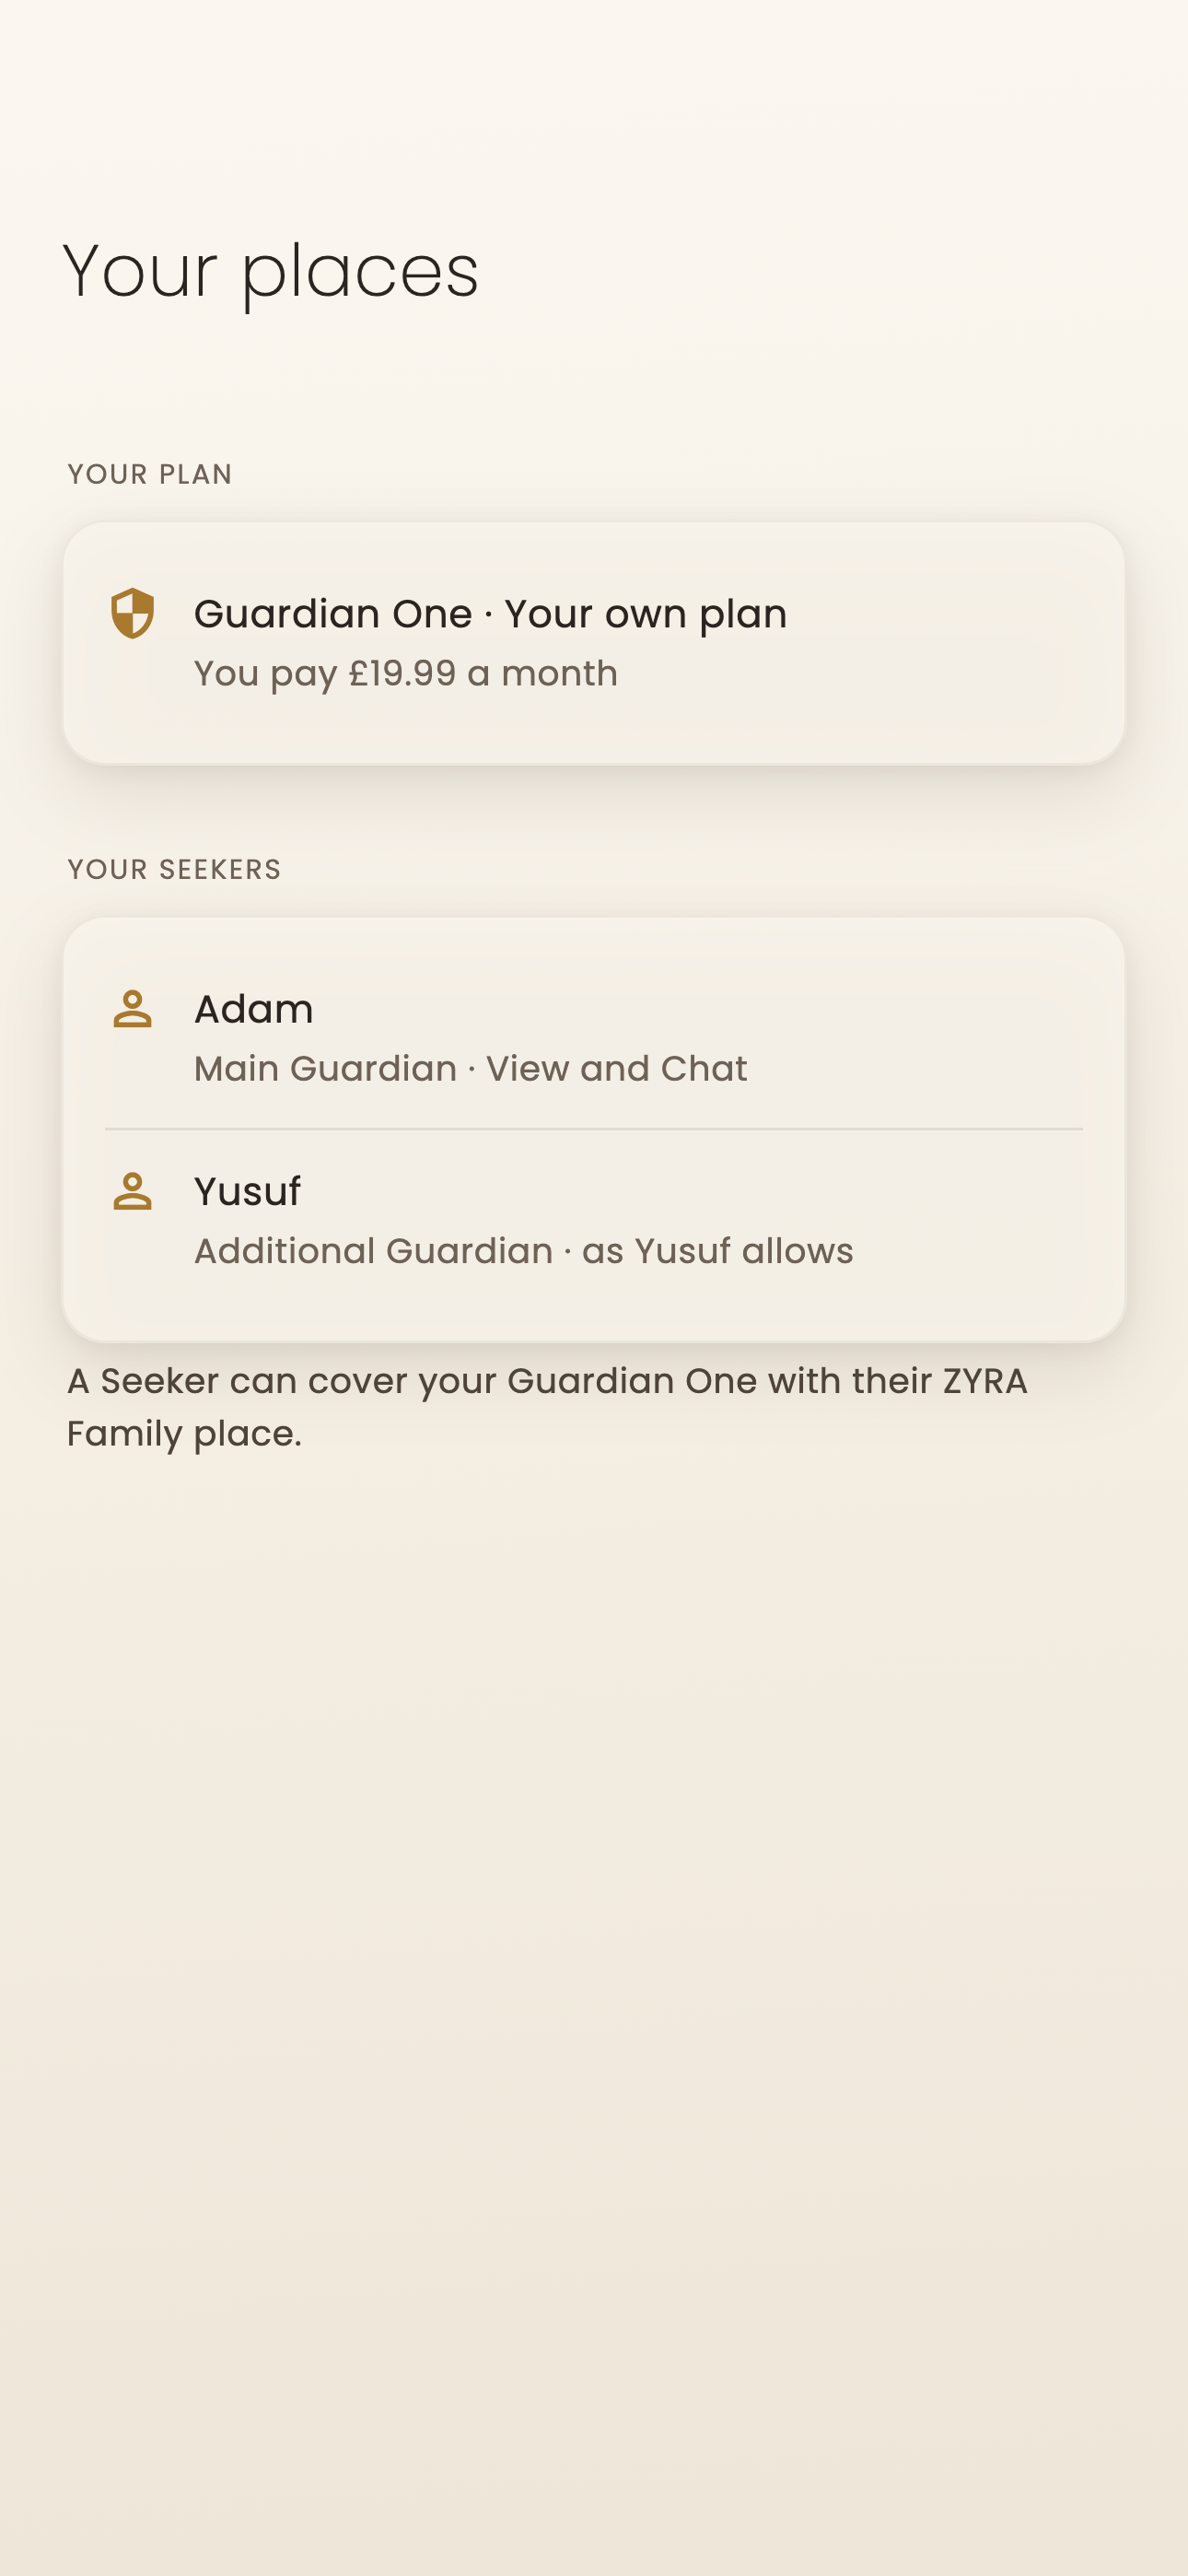 Your places
YOUR PLAN
Guardian One · Your own plan
You pay £19.99 a month
YOUR SEEKERS
Adam
Main Guardian · View and Chat
Yusuf
Additional Guardian · as Yusuf allows
A Seeker can cover your Guardian One with their ZYRA
Family place.